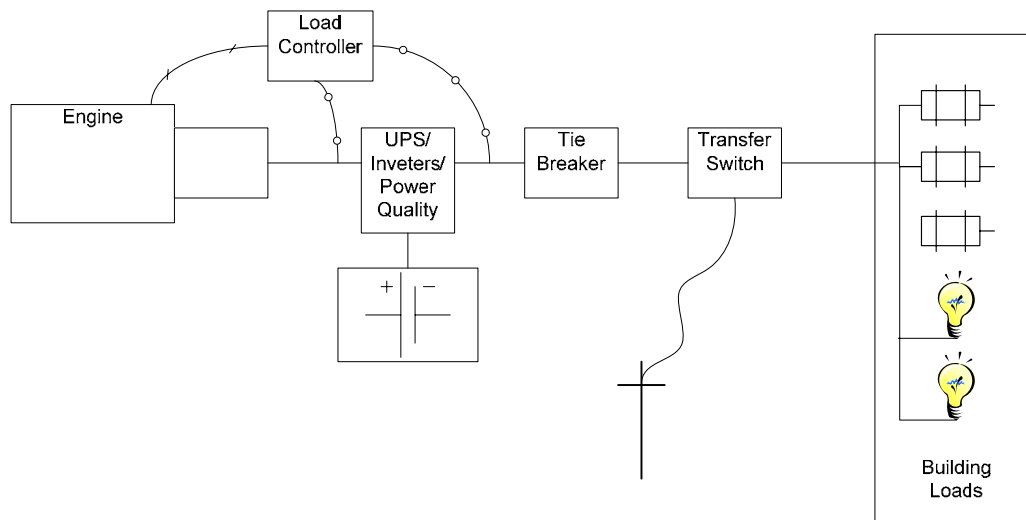 Load
Controller
Engine
UPS/
Inveters/
Power
Quality
Tie
Breaker
Transfer
Switch
+ −
Building
Loads